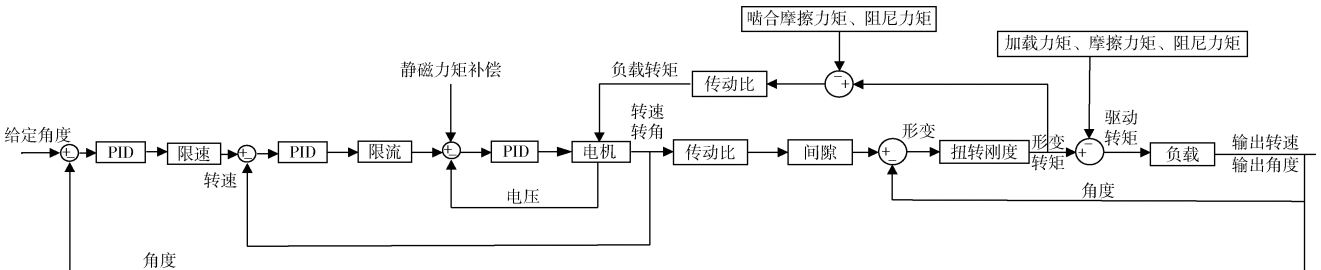 啮合摩擦力矩、阻尼力矩
加载力矩、摩擦力矩、阻尼力矩
静磁力矩补偿
负载转矩
传动比
转速
转角
给定角度
PID
限速
转速
PID
限流
PID
电机
电压
传动比
间隙
形变
扭转刚度
形变
转矩
驱动
转矩
负载
输出转速
输出角度
角度
角度